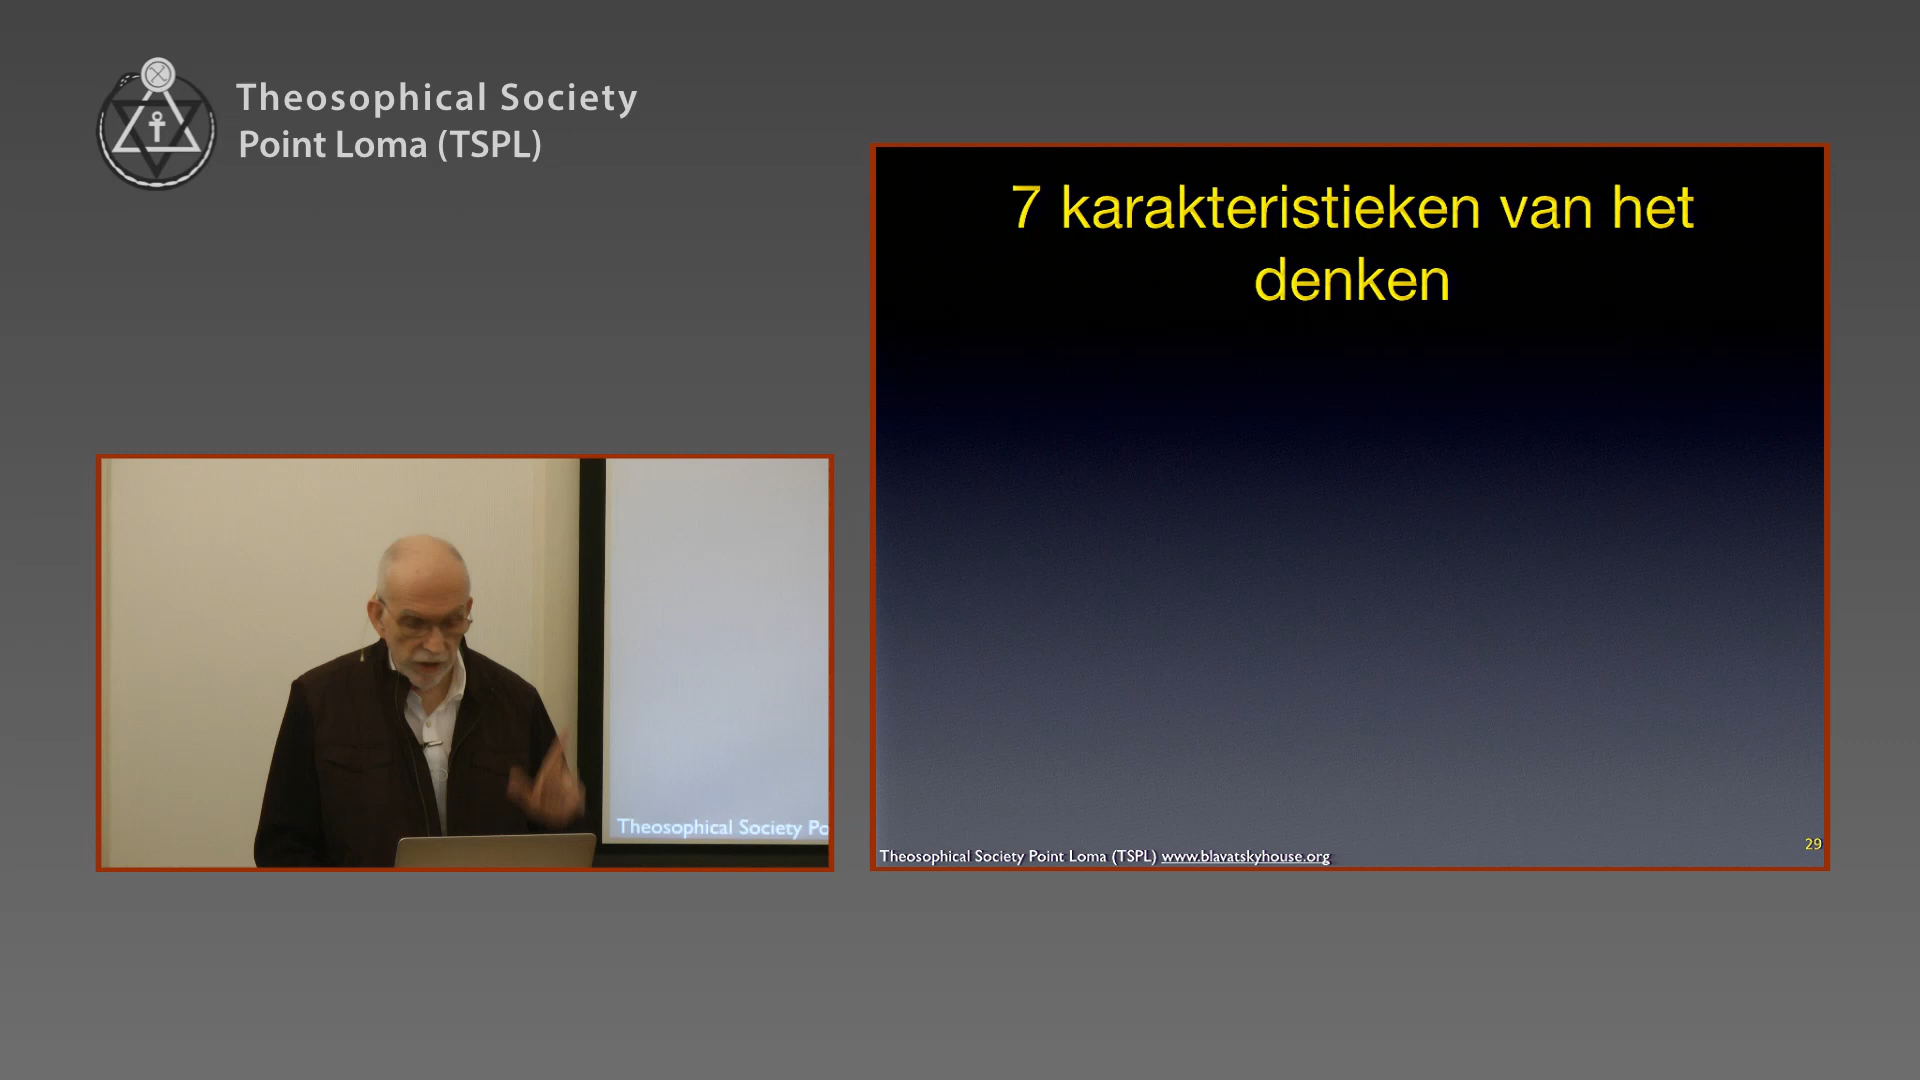 Theosophical Society
Point Loma (TSPL)
7 karakteristieken van het
denken
Theosophical Society Po
Theosophical Society Point Loma (TSPL) www.blavatskyhouse.org
29